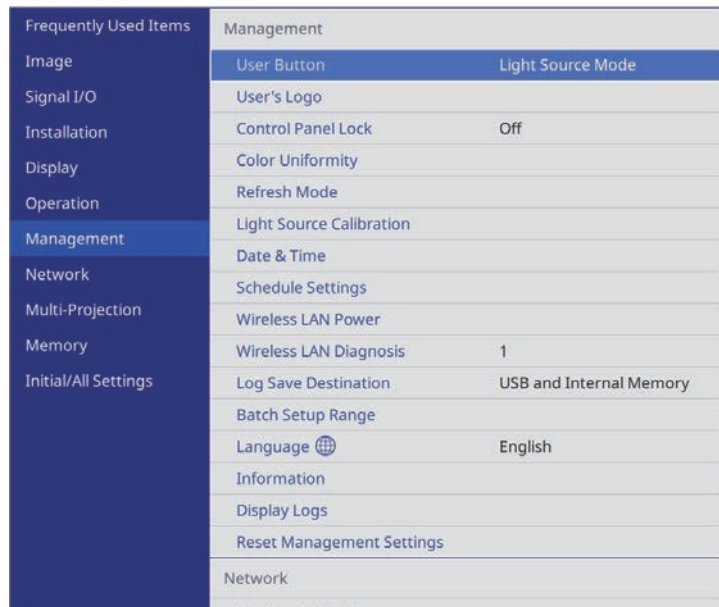 Frequently Used Items
Image
Signal I/O
Installation
Display
Operation
Management
Network
Multi-Projection
Memory
Initial/All Settings
Management
User Button Light Source Mode
User's Logo
Control Panel Lock Off
Color Uniformity
Refresh Mode
Light Source Calibration
Date & Time
Schedule Settings
Wireless LAN Power
Wireless LAN Diagnosis 1
Log Save Destination USB and Internal Memory
Batch Setup Range
Language English
Information
Display Logs
Reset Management Settings
Network